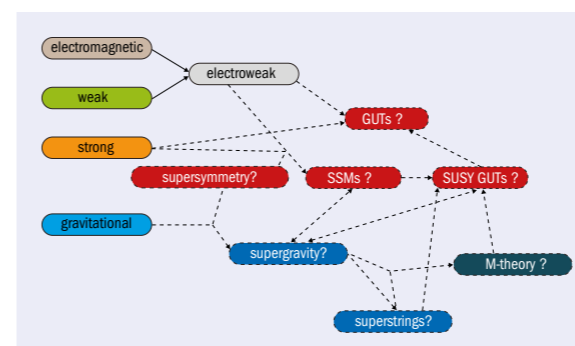 electromagnetic
electroweak
weak
GUTs ?
strong
supersymmetry?
SSMs ?
SUSY GUTs ?
gravitational
supergravity?
M-theory ?
superstrings?